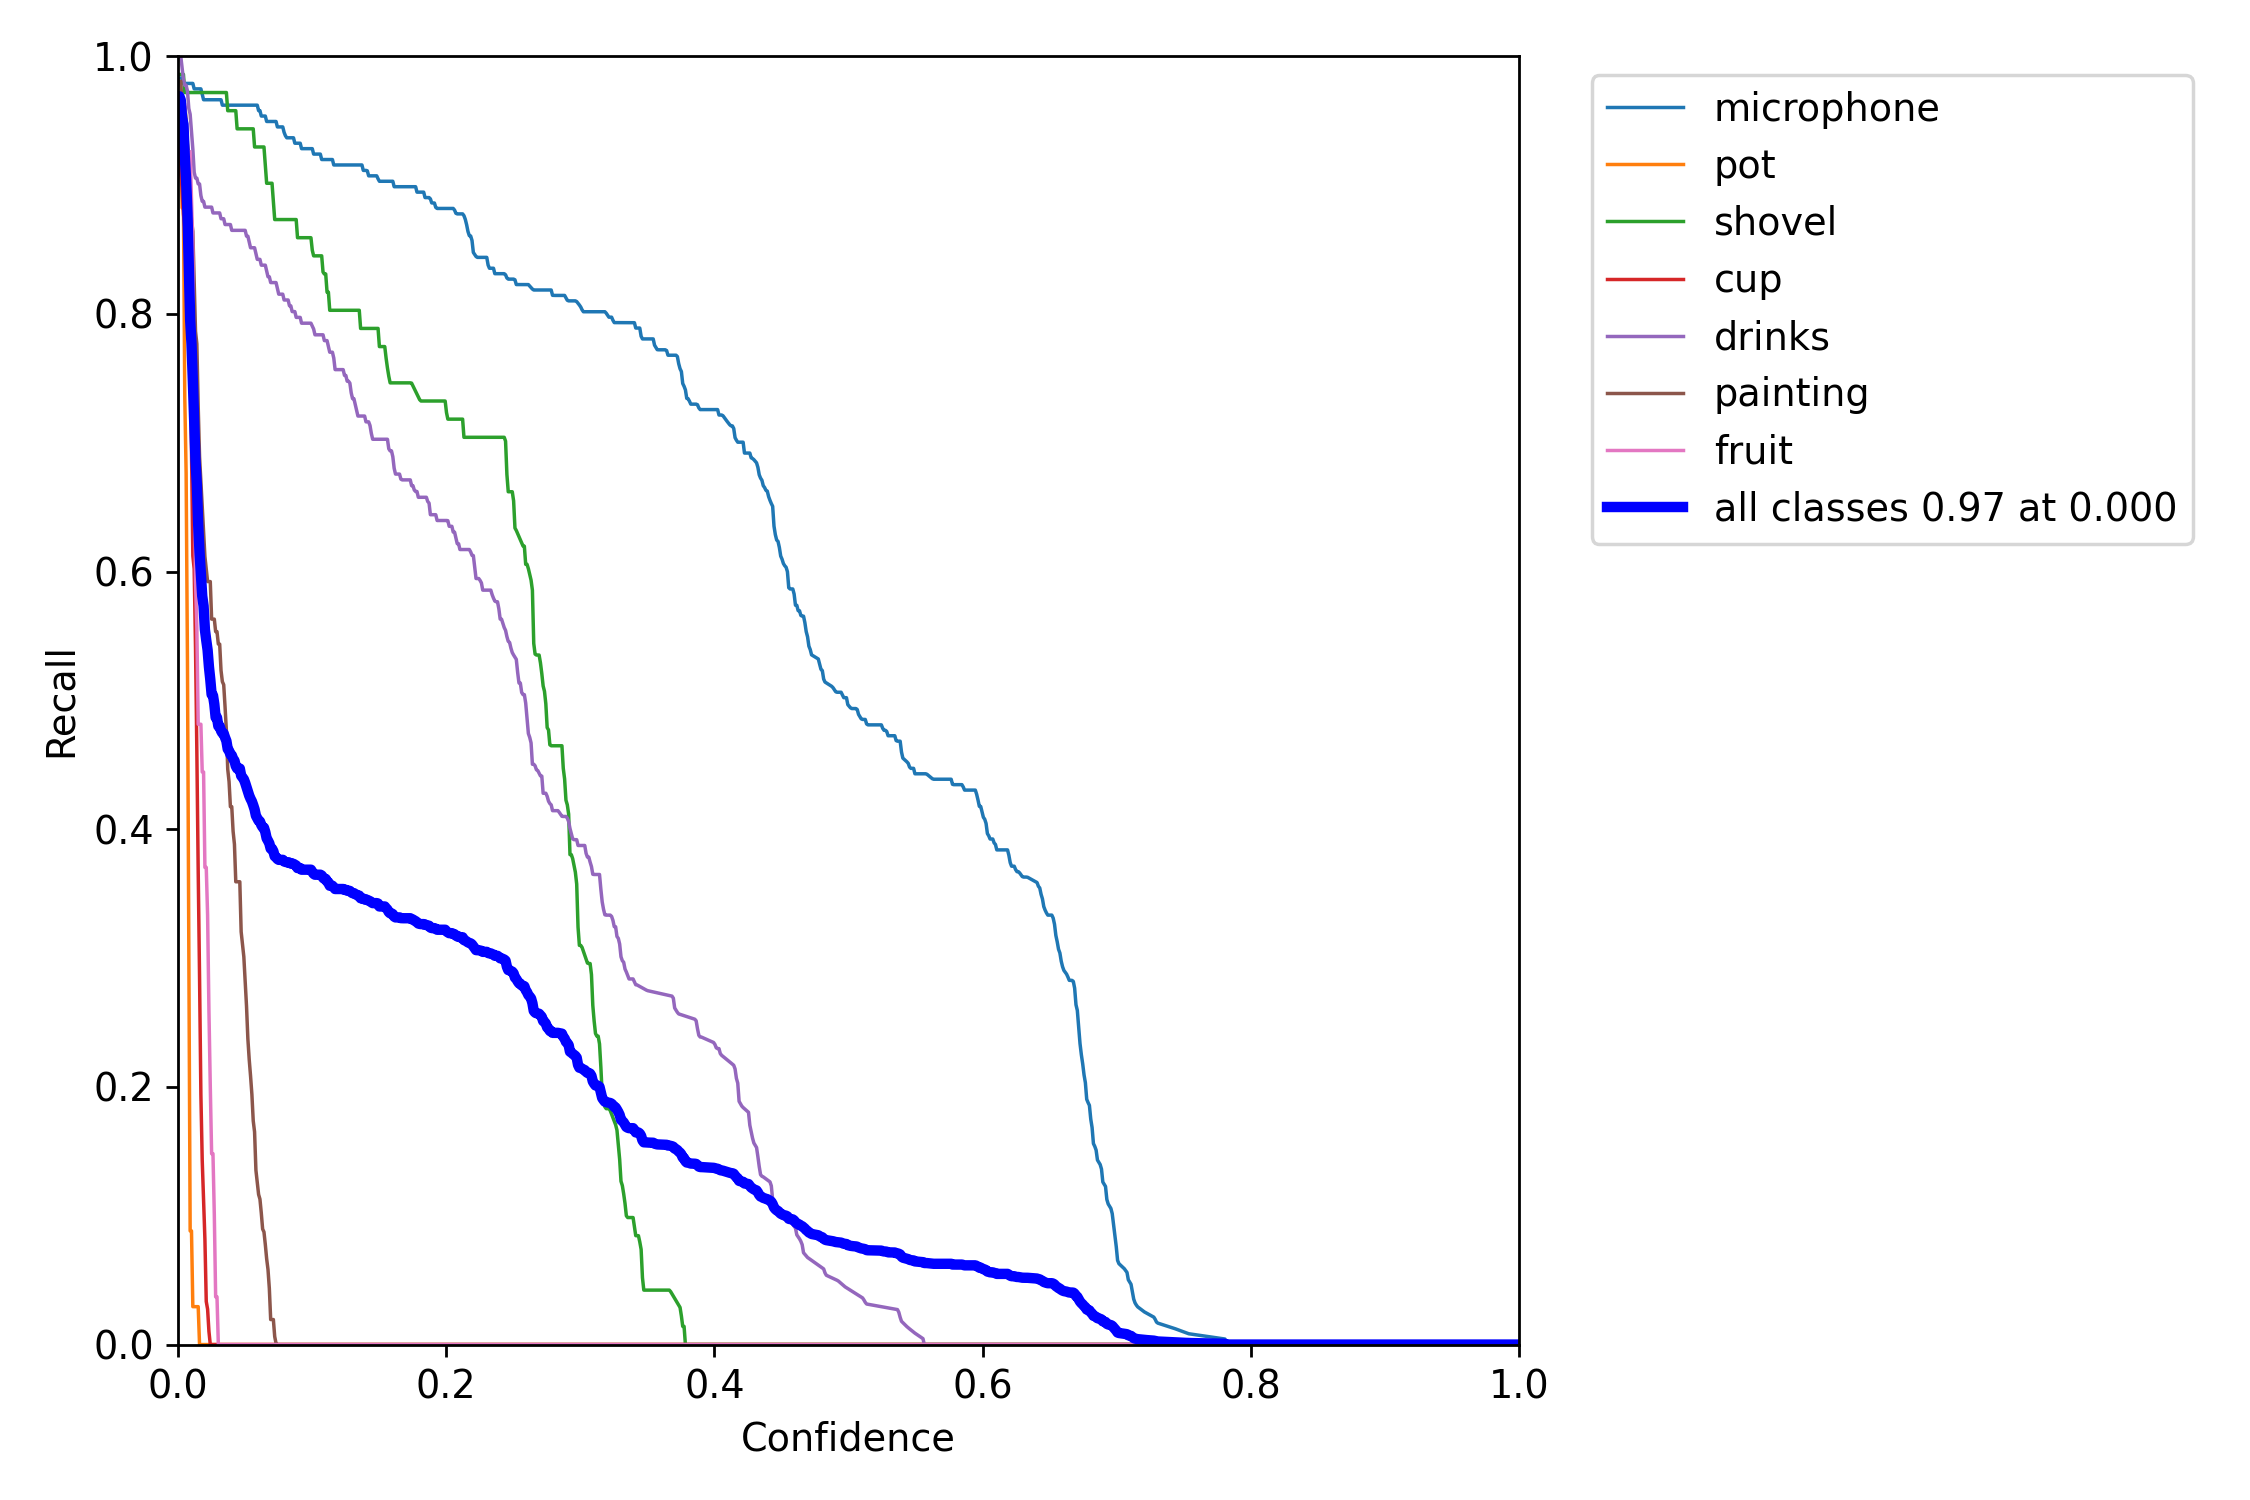 1.0
0.8
0.6
0.4
0.2
0.0
Recall
0.0 0.2 0.4 0.6 0.8 1.0
Confidence
microphone
pot
shovel
cup
drinks
painting
fruit
all classes 0.97 at 0.000